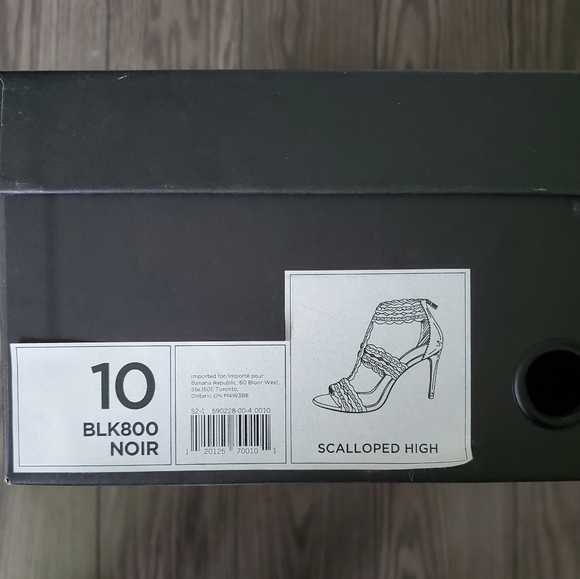 10
BLK800
NOIR
Imported for/Importé pour
Banana Republic, 60 Bloor West,
Ste.1501, Toronto,
Ontario ON M4W3B8
S2-1 590228-00-4 0010
1 20125 70010 1
SCALLOPED HIGH